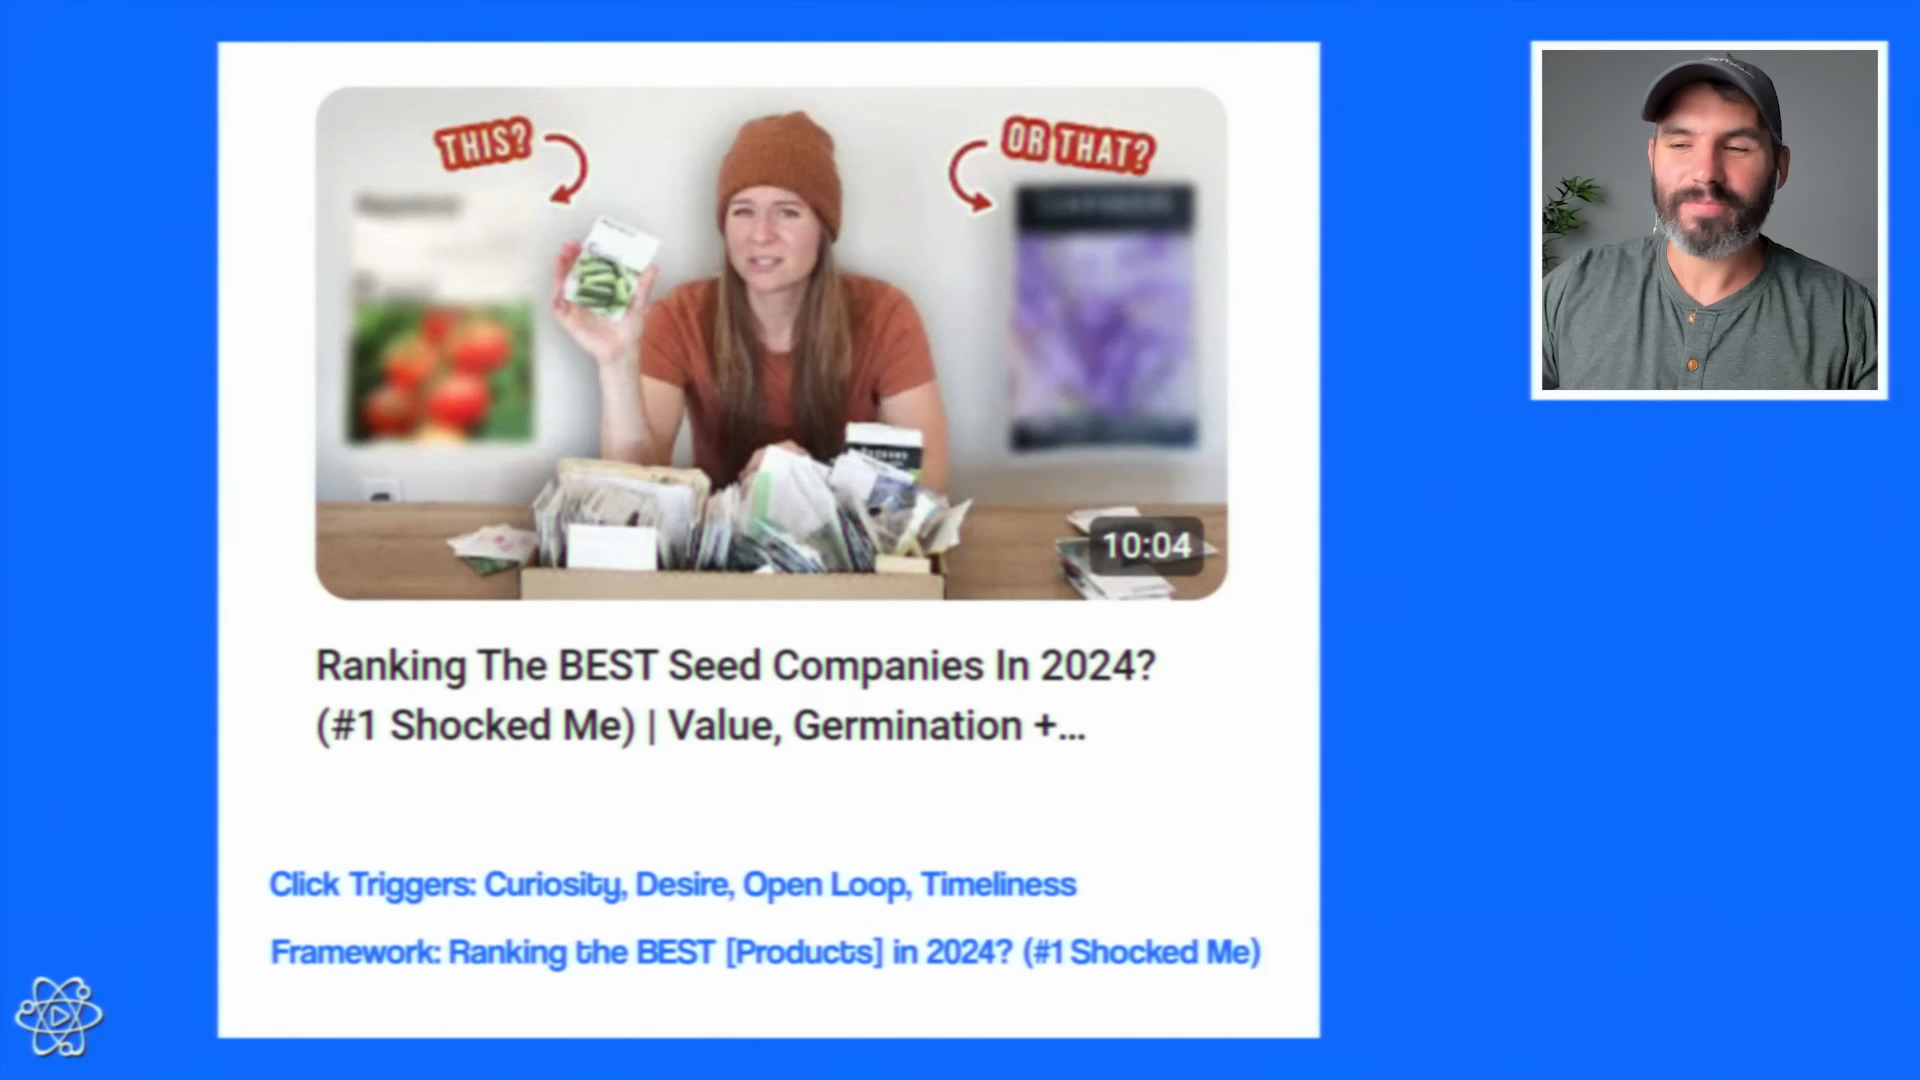 THIS?
OR THAT?
10:04
Ranking The BEST Seed Companies In 2024?
(#1 Shocked Me) | Value, Germination +...
Click Triggers: Curiosity, Desire, Open Loop, Timeliness
Framework: Ranking the BEST [Products] in 2024? (#1 Shocked Me)